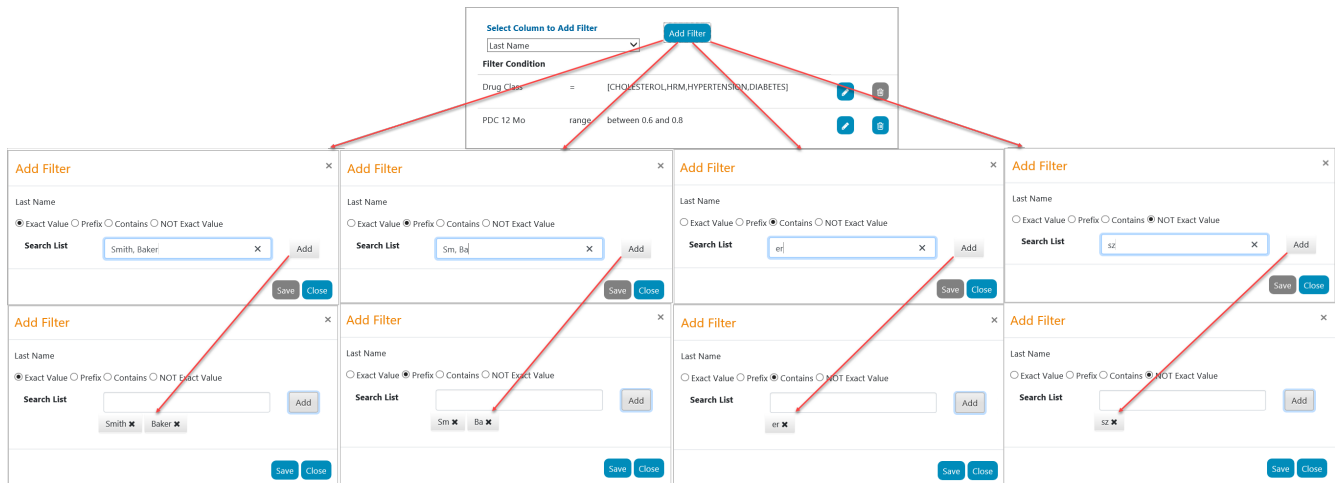 Select Column to Add Filter
Add Filter
Last Name
Filter Condition
Drug Class = [CHOLESTEROL,HRM,HYPERTENSION,DIABETES]
PDC 12 Mo range between 0.6 and 0.8
Add Filter ×
Last Name
Exact Value Prefix Contains NOT Exact Value
Search List Smith, Baker × Add
Save Close
Add Filter ×
Last Name
Exact Value Prefix Contains NOT Exact Value
Search List Sm, Ba × Add
Save Close
Add Filter ×
Last Name
Exact Value Prefix Contains NOT Exact Value
Search List er × Add
Save Close
Add Filter ×
Last Name
Exact Value Prefix Contains NOT Exact Value
Search List sz × Add
Save Close
Add Filter ×
Last Name
Exact Value Prefix Contains NOT Exact Value
Search List Add
Smith ✖ Baker ✖
Save Close
Add Filter ×
Last Name
Exact Value Prefix Contains NOT Exact Value
Search List Add
Sm ✖ Ba ✖
Save Close
Add Filter ×
Last Name
Exact Value Prefix Contains NOT Exact Value
Search List Add
er ✖
Save Close
Add Filter ×
Last Name
Exact Value Prefix Contains NOT Exact Value
Search List Add
sz ✖
Save Close